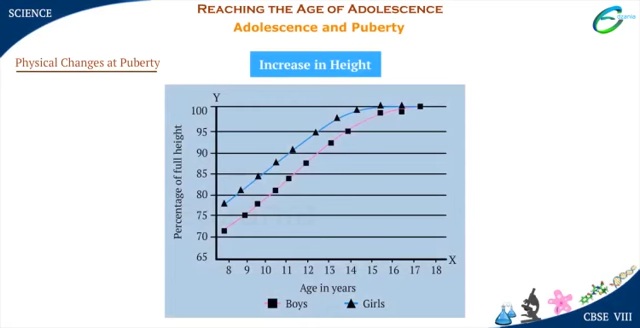 SCIENCE
REACHING THE AGE OF ADOLESCENCE
Adolescence and Puberty
Physical Changes at Puberty
Increase in Height
Y
100
95
90
85
80
75
70
65
Percentage of full height
X
8 9 10 11 12 13 14 15 16 17 18
Age in years
Boys Girls
CBSE VIII